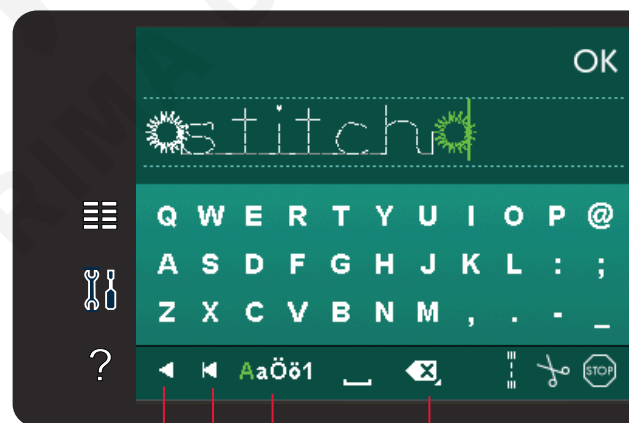 OK
stitch
Q W E R T Y U I O P @
A S D F G H J K L : ;
Z X C V B N M , . - _
?
AaÖö1 STOP